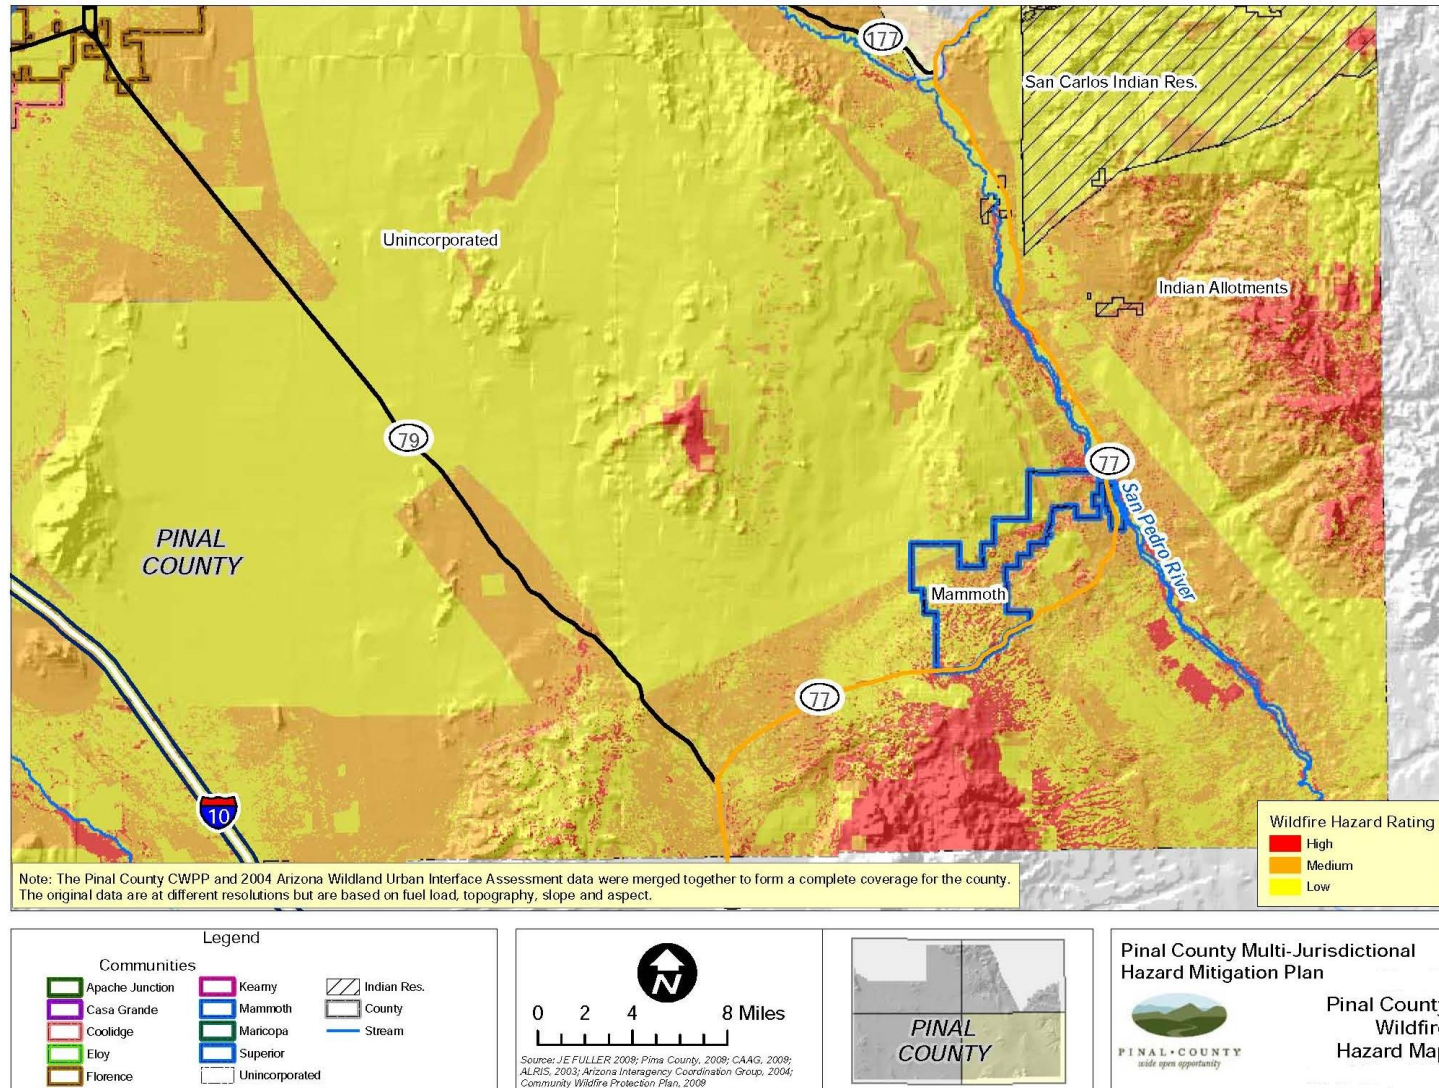 177
San Carlos Indian Res.
Unincorporated
Indian Allotments
79
77
San Pedro River
PINAL
COUNTY
Mammoth
77
10
Wildfire Hazard Rating
High
Medium
Low
Note: The Pinal County CWPP and 2004 Arizona Wildland Urban Interface Assessment data were merged together to form a complete coverage for the county.
The original data are at different resolutions but are based on fuel load, topography, slope and aspect.
Legend
Communities
Apache Junction
Casa Grande
Coolidge
Eloy
Florence
Kearny
Mammoth
Maricopa
Superior
Unincorporated
Indian Res.
County
Stream
N
0 2 4 8 Miles
Source: JE FULLER 2009; Pima County, 2009; CAAG, 2009;
ALRIS, 2003; Arizona Interagency Coordination Group, 2004;
Community Wildfire Protection Plan, 2009
PINAL
COUNTY
Pinal County Multi-Jurisdictional
Hazard Mitigation Plan
PINAL • COUNTY
wide open opportunity
Pinal County
Wildfire
Hazard Map